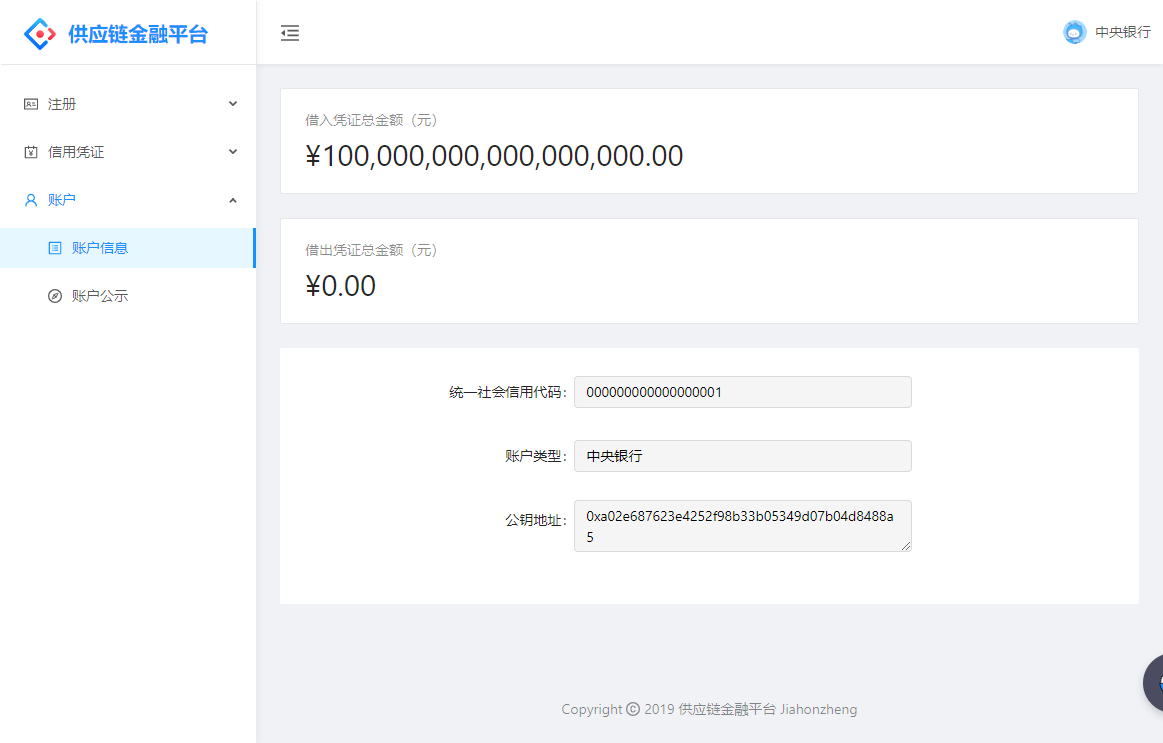 供应链金融平台
中央银行
注册
信用凭证
账户
账户信息
账户公示
借入凭证总金额（元）
¥100,000,000,000,000,000.00
借出凭证总金额（元）
¥0.00
统一社会信用代码：
000000000000000001
账户类型：
中央银行
公钥地址：
0xa02e687623e4252f98b33b05349d07b04d8488a
5
Copyright © 2019 供应链金融平台 Jiahonzheng